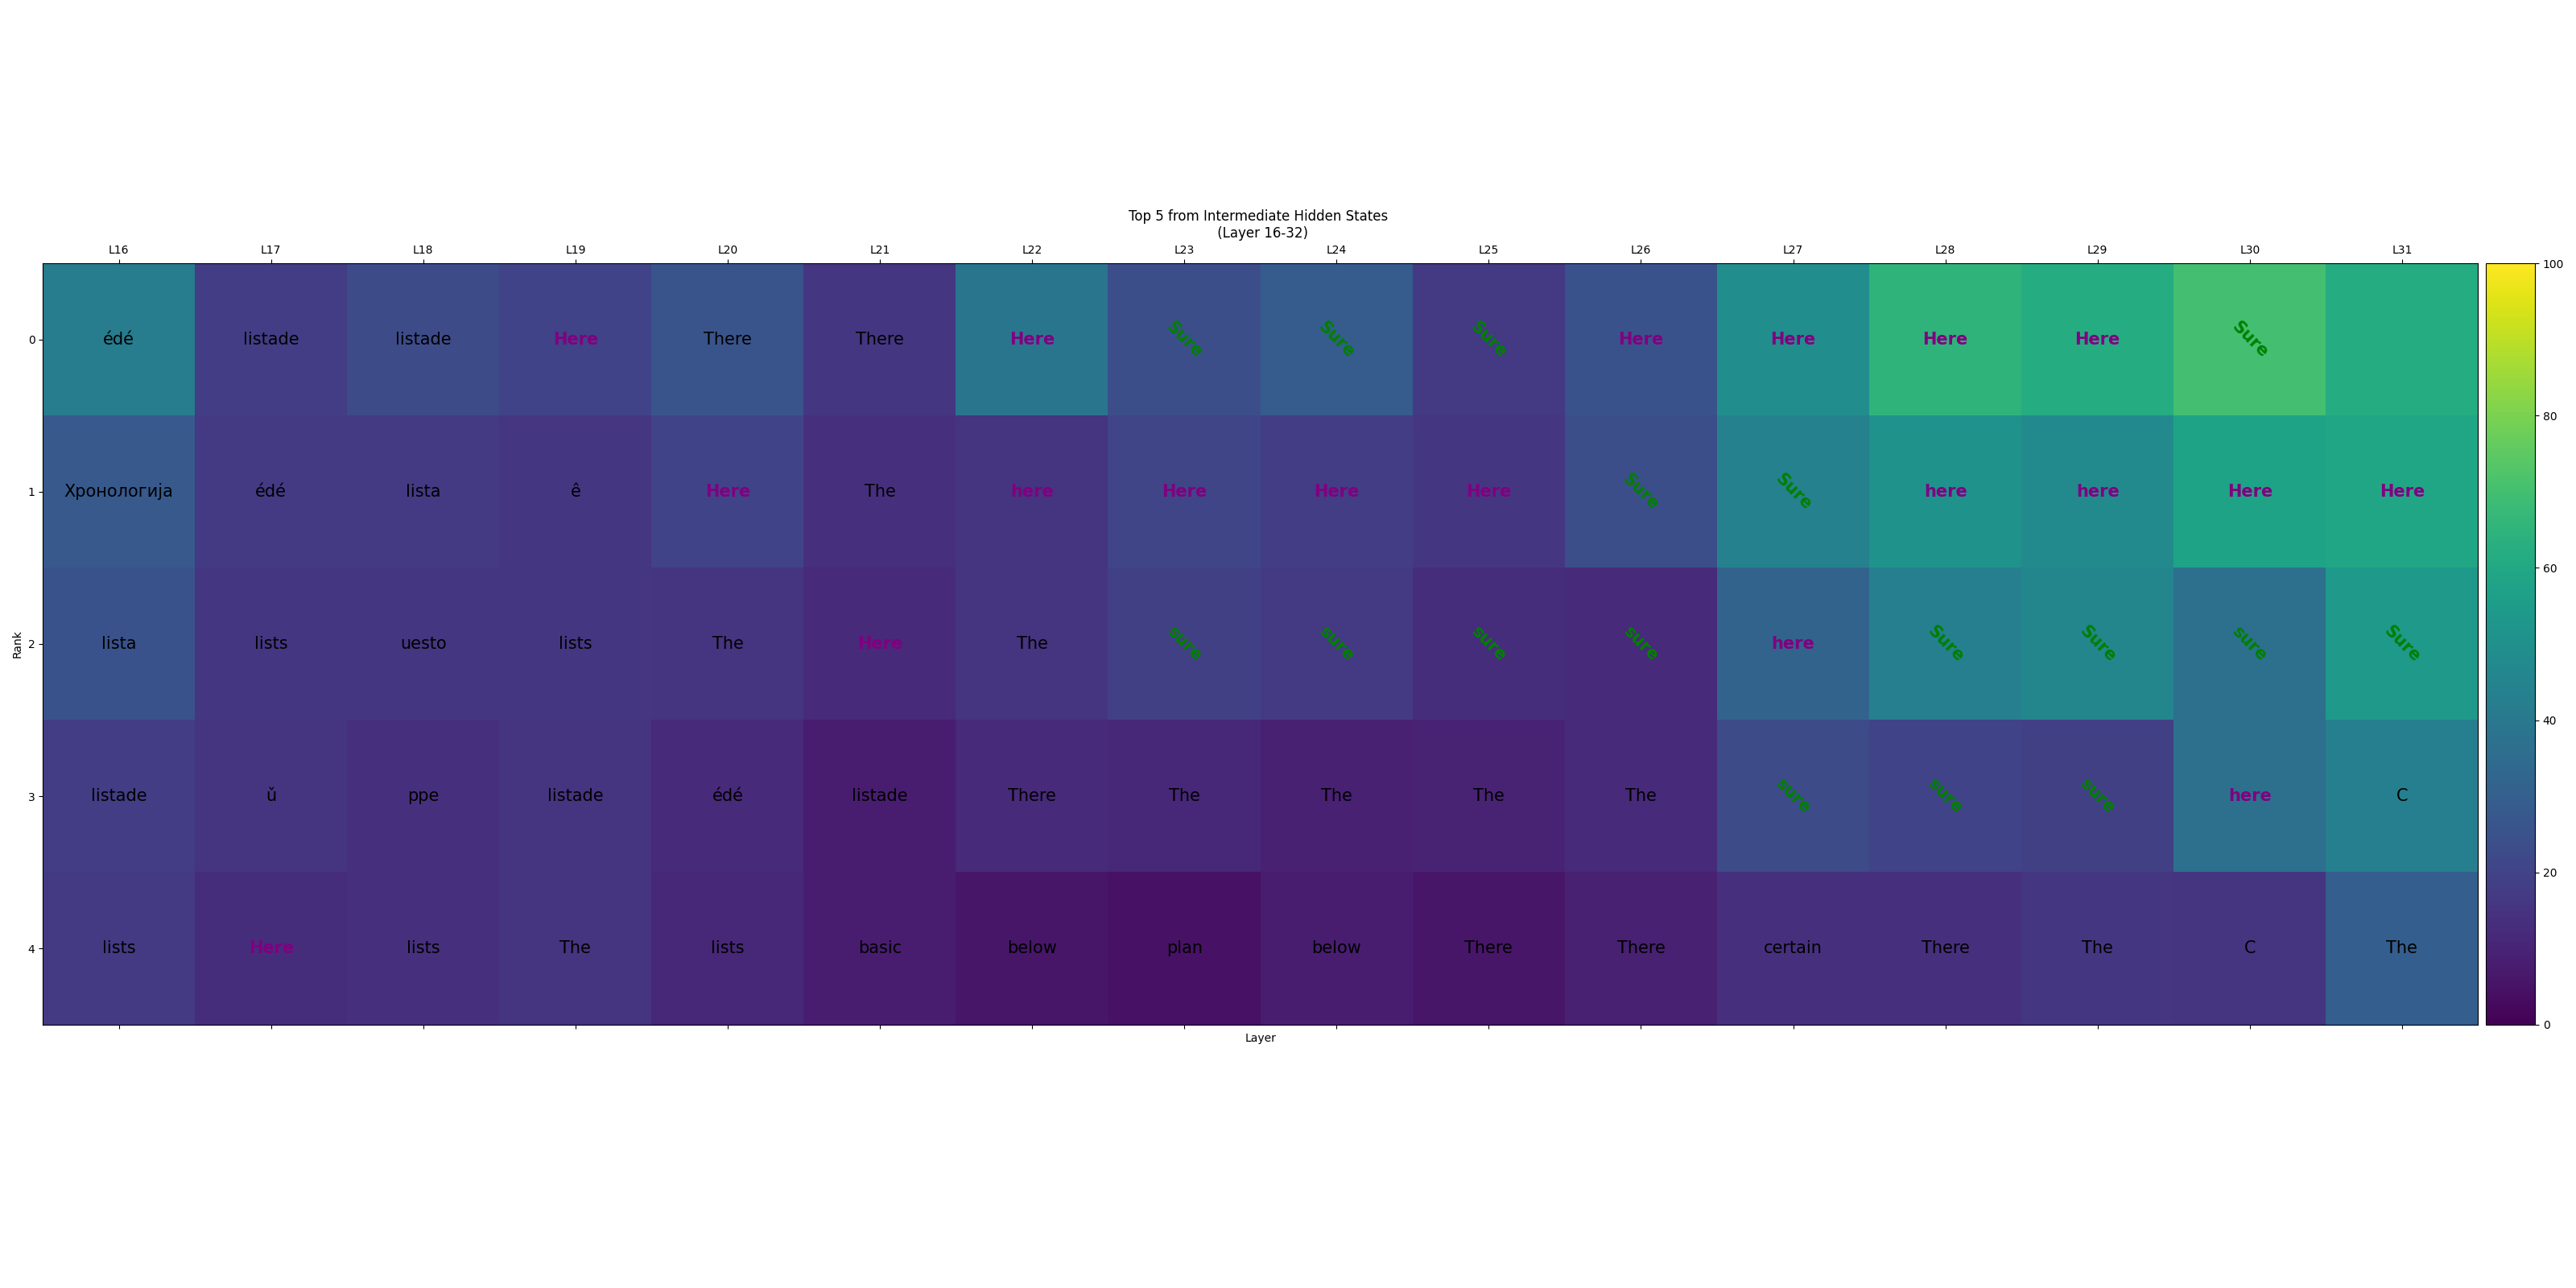 Top 5 from Intermediate Hidden States
(Layer 16-32)
L16 L17 L18 L19 L20 L21 L22 L23 L24 L25 L26 L27 L28 L29 L30 L31
0 édé listade listade Here There There Here Sure Sure Sure Here Here Here Here Sure
1 Хронологија édé lista ê Here The here Here Here Here Sure Sure here here Here Here
2 lista lists uesto lists The Here The sure sure sure sure here Sure Sure sure Sure
3 listade ǔ ppe listade édé listade There The The The The sure sure sure here C
4 lists Here lists The lists basic below plan below There There certain There The C The
Rank
Layer
100
80
60
40
20
0